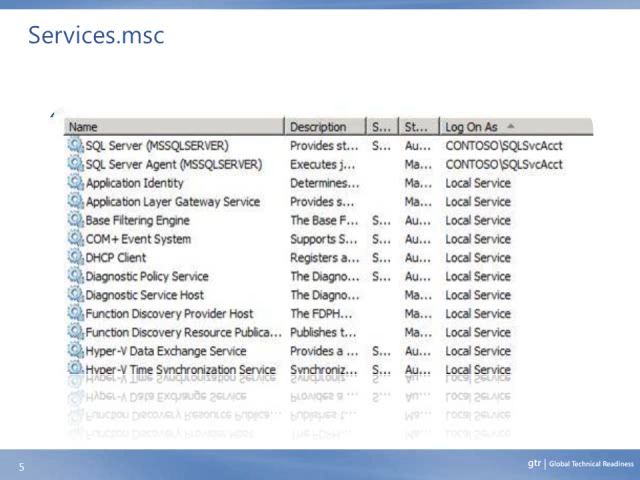 Services.msc
Name Description S... St... Log On As
SQL Server (MSSQLSERVER) Provides st... S... Au... CONTOSO\SQLSvcAcct
SQL Server Agent (MSSQLSERVER) Executes j... Ma... CONTOSO\SQLSvcAcct
Application Identity Determines... Ma... Local Service
Application Layer Gateway Service Provides s... Ma... Local Service
Base Filtering Engine The Base F... S... Au... Local Service
COM+ Event System Supports S... S... Au... Local Service
DHCP Client Registers a... S... Au... Local Service
Diagnostic Policy Service The Diagno... S... Au... Local Service
Diagnostic Service Host The Diagno... Ma... Local Service
Function Discovery Provider Host The FDPH... Ma... Local Service
Function Discovery Resource Publica... Publishes t... Ma... Local Service
Hyper-V Data Exchange Service Provides a ... S... Au... Local Service
Hyper-V Time Synchronization Service Synchroniz... S... Au... Local Service
5
gtr | Global Technical Readiness